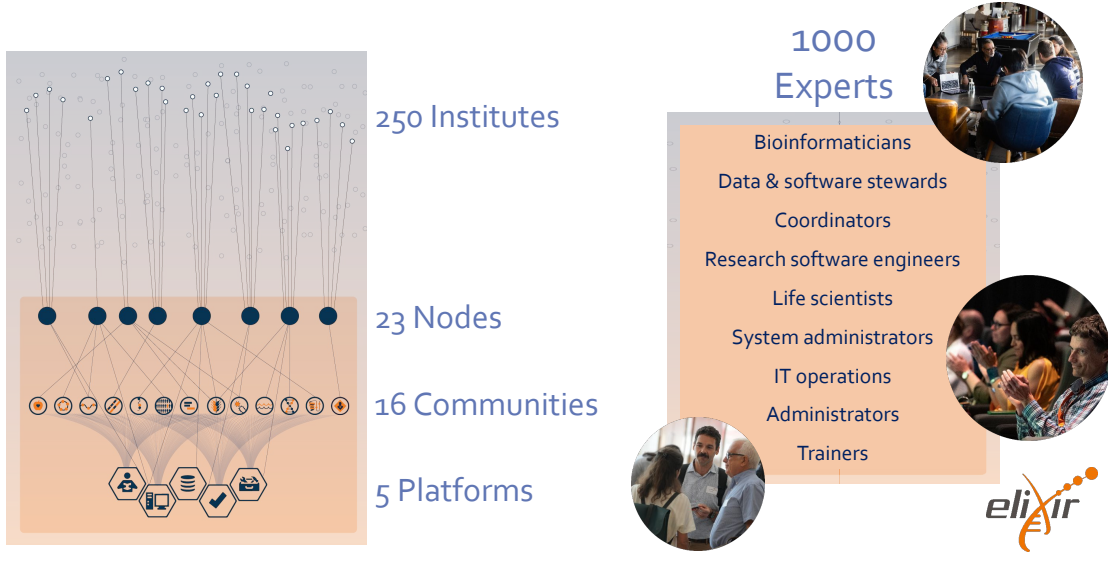 250 Institutes
23 Nodes
16 Communities
5 Platforms
1000
Experts
Bioinformaticians
Data & software stewards
Coordinators
Research software engineers
Life scientists
System administrators
IT operations
Administrators
Trainers
elixir